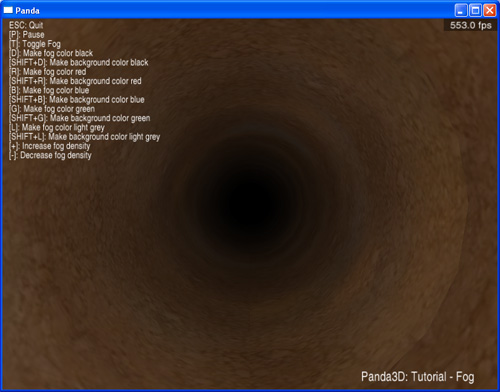 Panda
553.0 fps
ESC: Quit
[P]: Pause
[T]: Toggle Fog
[D]: Make fog color black
[SHIFT+D]: Make background color black
[R]: Make fog color red
[SHIFT+R]: Make background color red
[B]: Make fog color blue
[SHIFT+B]: Make background color blue
[G]: Make fog color green
[SHIFT+G]: Make background color green
[L]: Make fog color light grey
[SHIFT+L]: Make background color light grey
[+]: Increase fog density
[-]: Decrease fog density
Panda3D: Tutorial - Fog